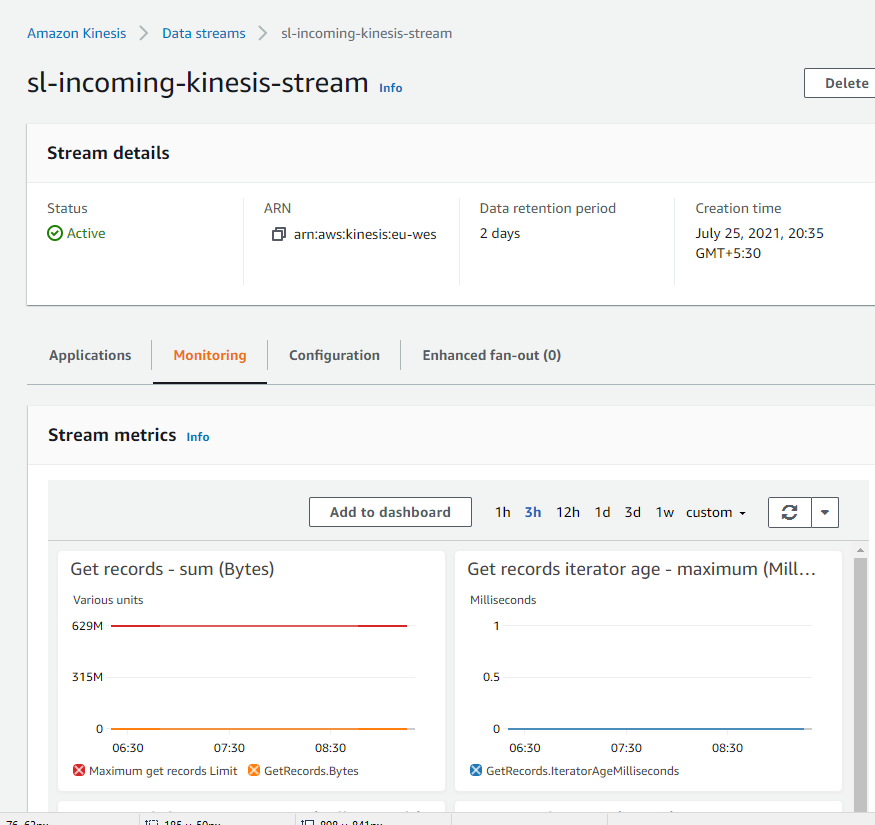 Amazon Kinesis > Data streams > sl-incoming-kinesis-stream
sl-incoming-kinesis-stream Info
Delete
Stream details
Status
Active
ARN
arn:aws:kinesis:eu-wes
Data retention period
2 days
Creation time
July 25, 2021, 20:35
GMT+5:30
Applications Monitoring Configuration Enhanced fan-out (0)
Stream metrics Info
Add to dashboard 1h 3h 12h 1d 3d 1w custom
Get records - sum (Bytes)
Various units
629M
315M
0
06:30 07:30 08:30
Maximum get records Limit GetRecords.Bytes
Get records iterator age - maximum (Mill...
Milliseconds
1
0.5
0
06:30 07:30 08:30
GetRecords.IteratorAgeMilliseconds